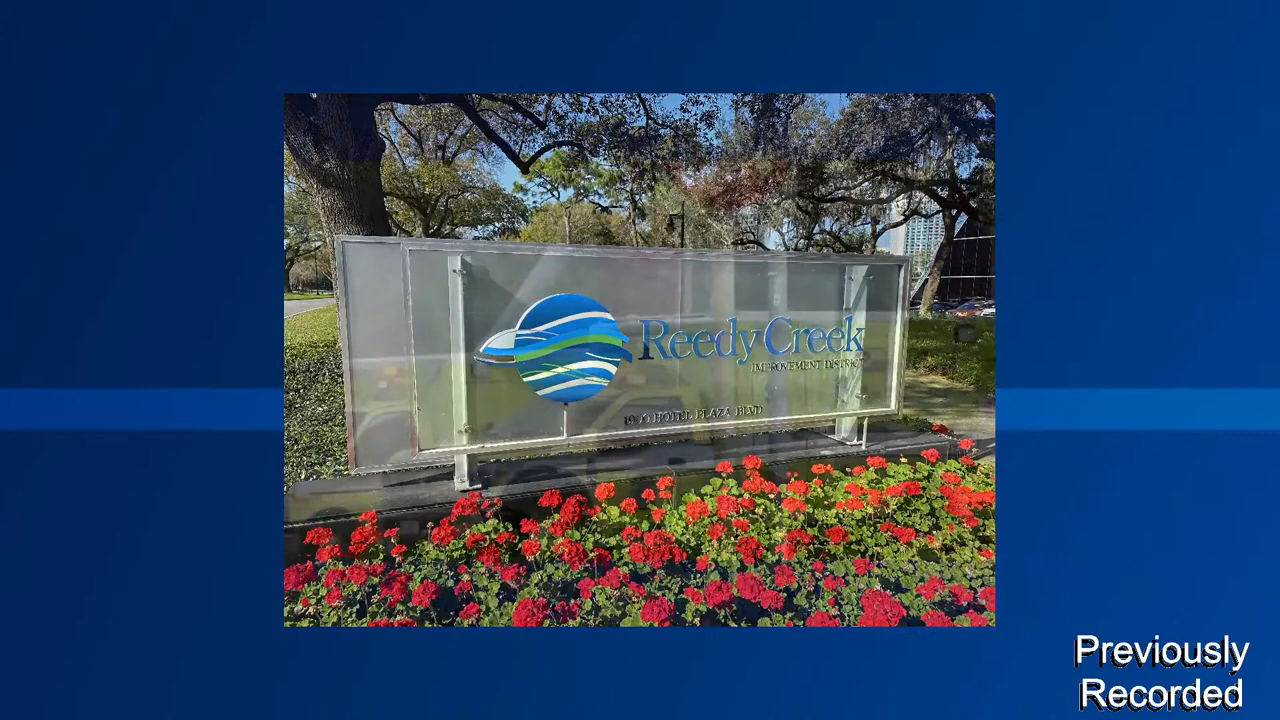 Reedy Creek
IMPROVEMENT DISTRICT
1900 HOTEL PLAZA BLVD
Previously
Recorded